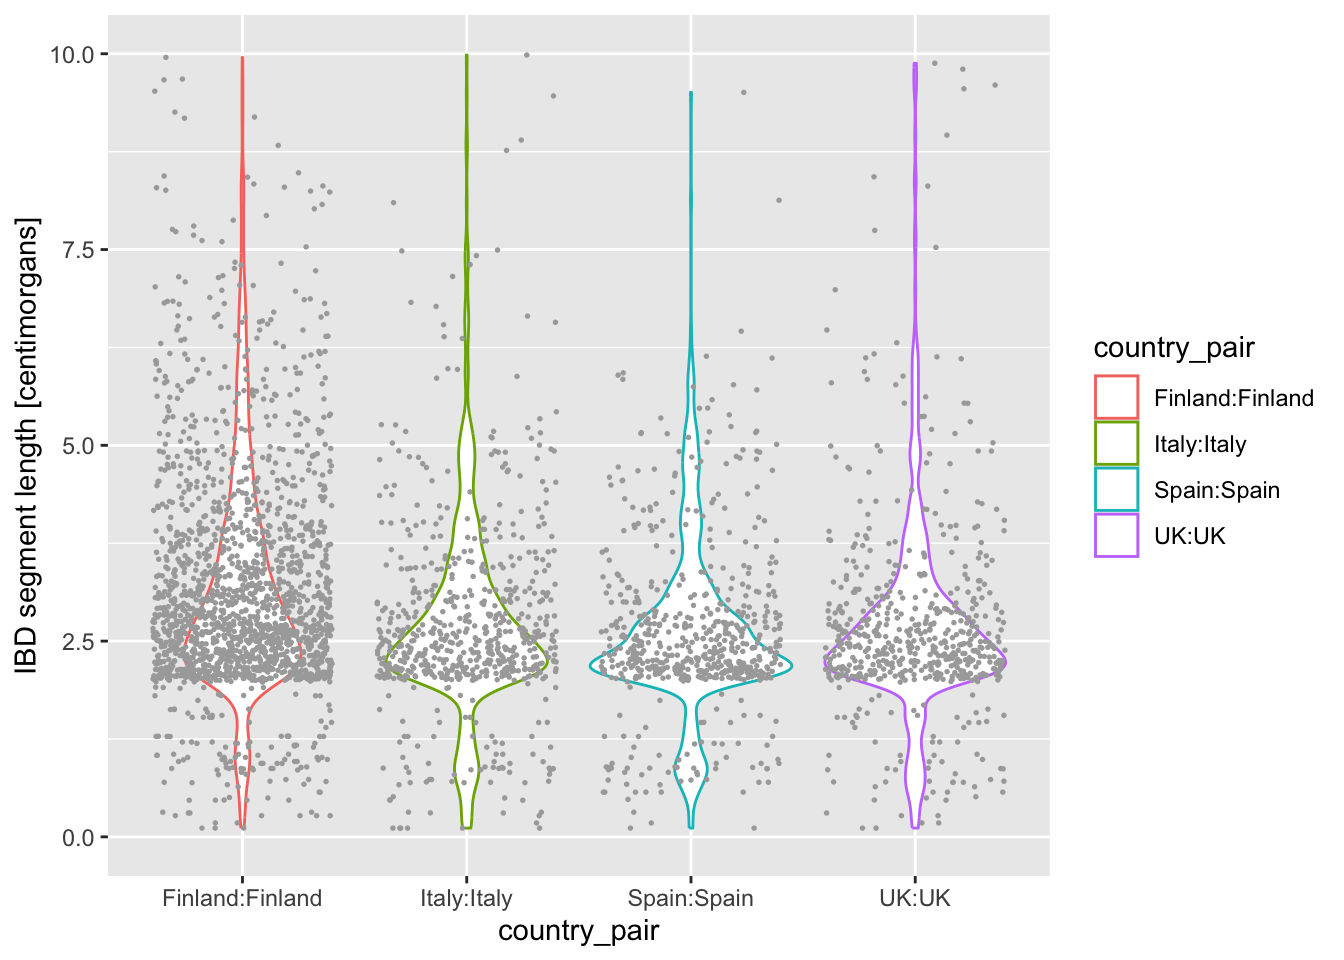 IBD segment length [centimorgans]
10.0
7.5
5.0
2.5
0.0
Finland:Finland
Italy:Italy
Spain:Spain
UK:UK
country_pair
country_pair
Finland:Finland
Italy:Italy
Spain:Spain
UK:UK